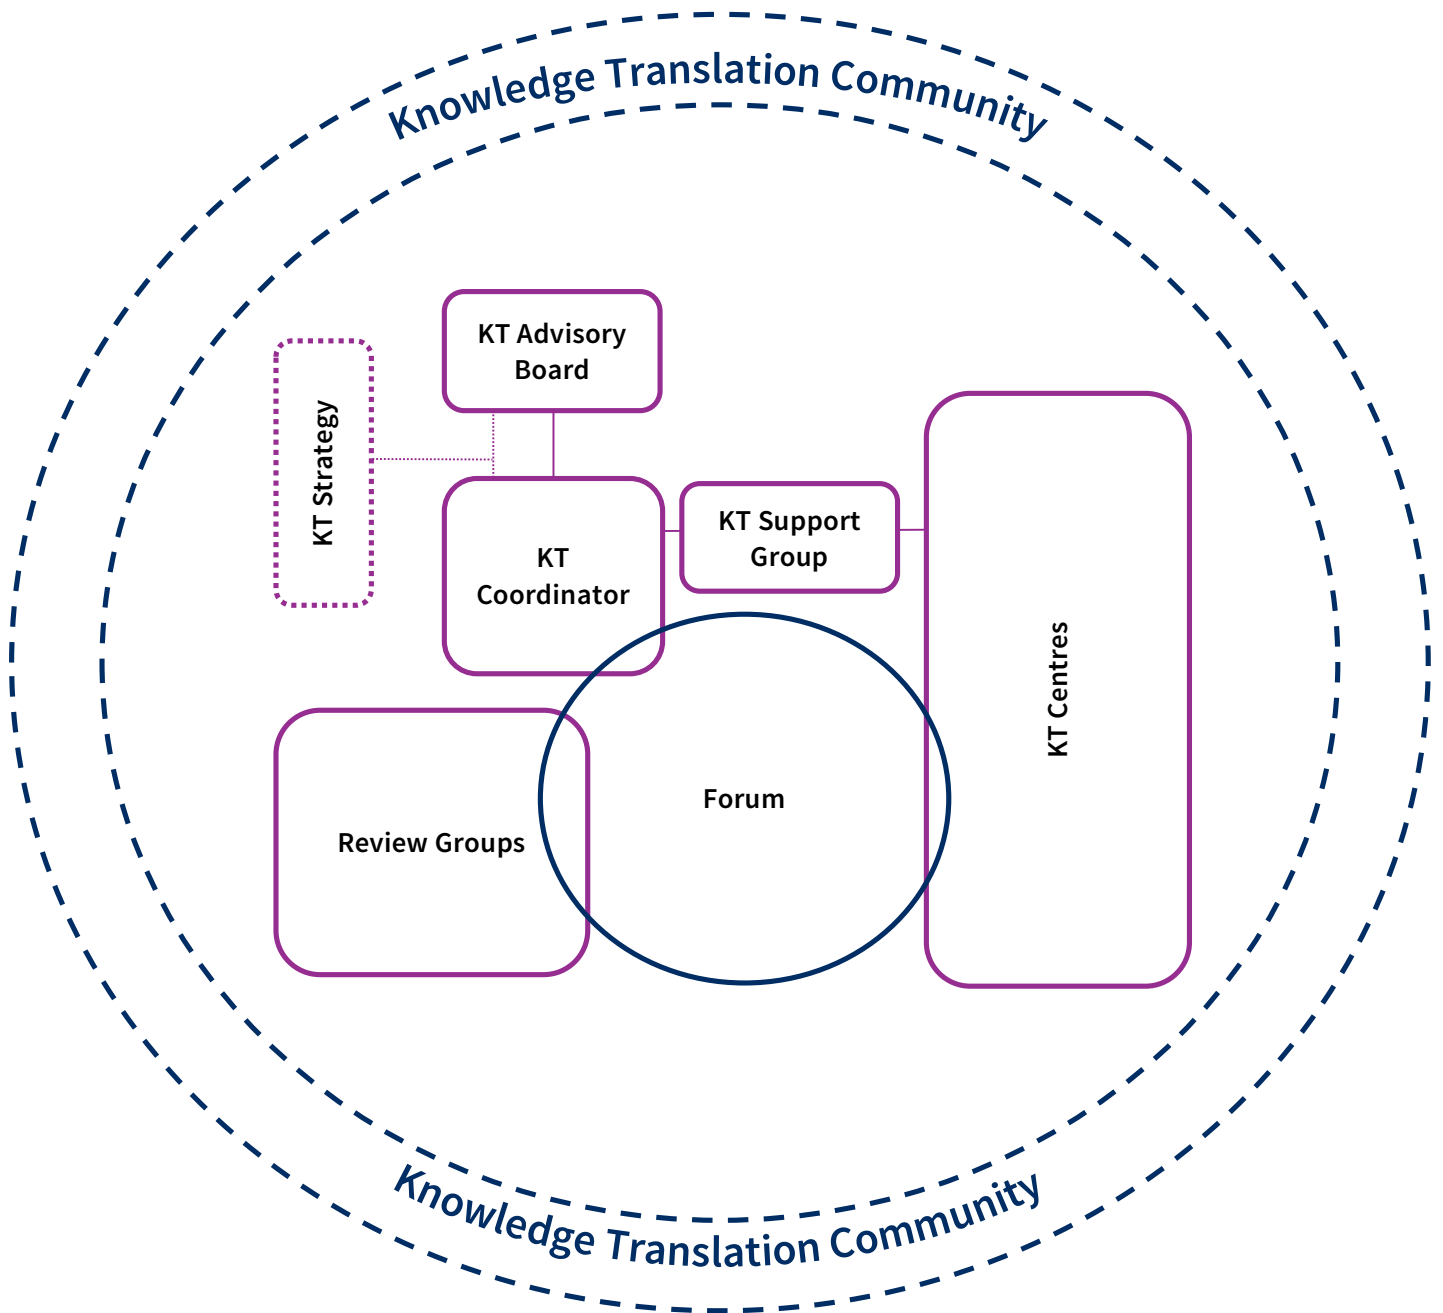 Knowledge Translation Community
KT Advisory
Board
KT Strategy
KT
Coordinator
KT Support
Group
KT Centres
Forum
Review Groups
Knowledge Translation Community